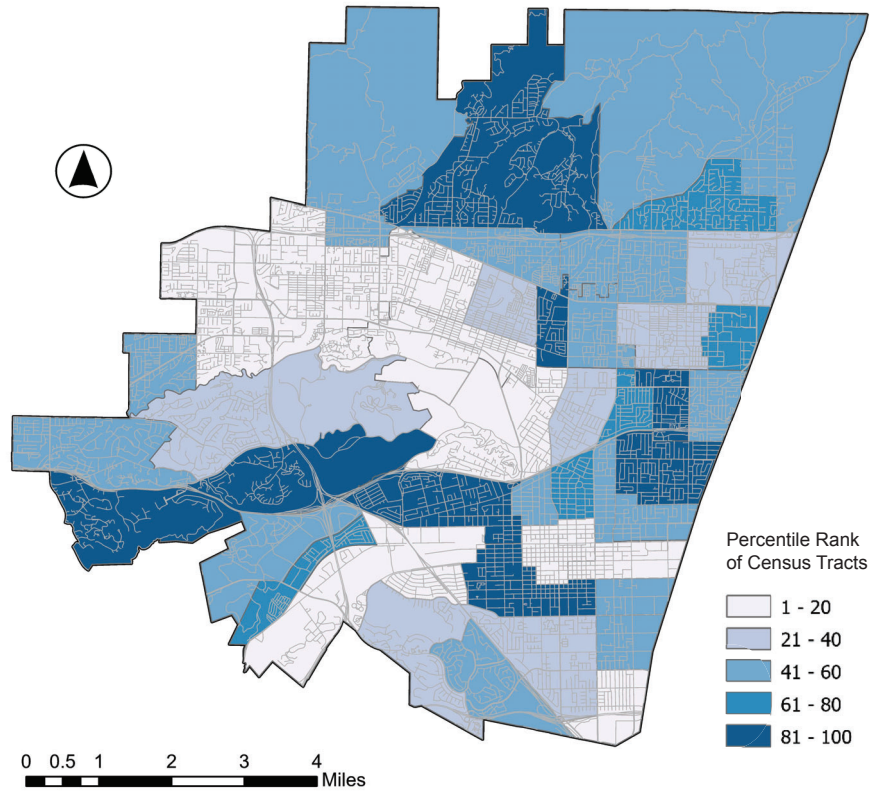 Percentile Rank
of Census Tracts
1 - 20
21 - 40
41 - 60
61 - 80
81 - 100
0 0.5 1 2 3 4
Miles